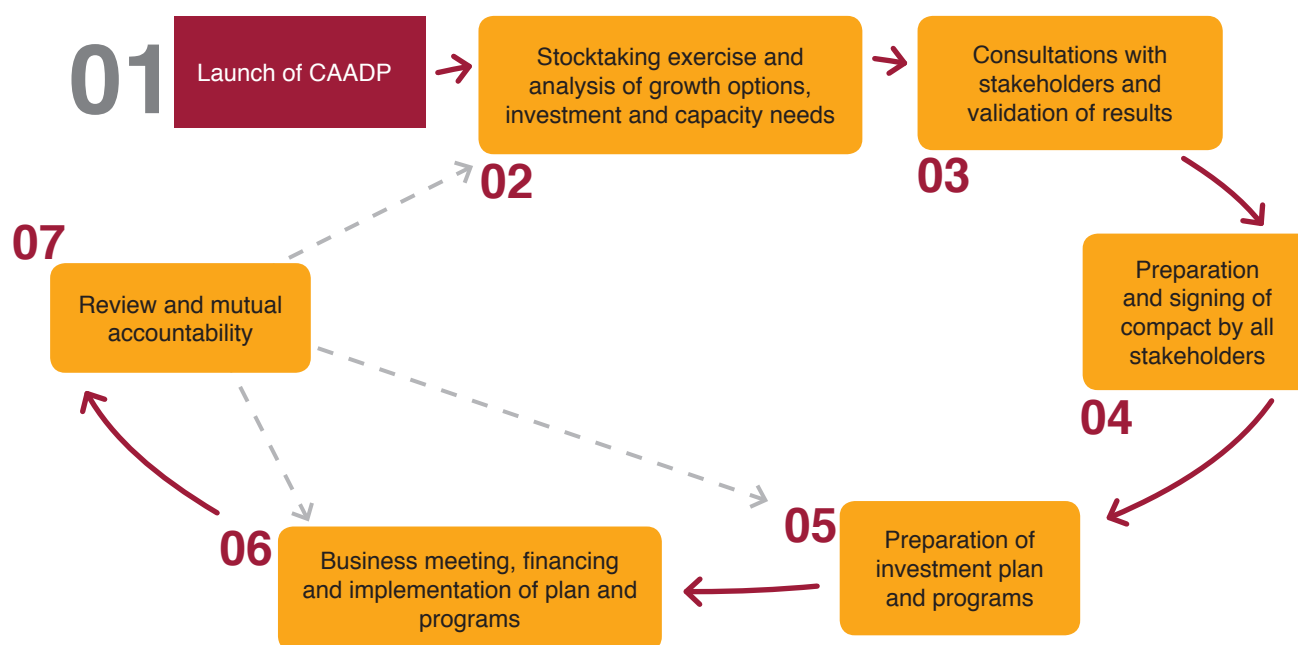 01
Launch of CAADP
Stocktaking exercise and
analysis of growth options,
investment and capacity needs
02
Consultations with
stakeholders and
validation of results
03
Preparation
and signing of
compact by all
stakeholders
04
05
Preparation of
investment plan
and programs
06
Business meeting, financing
and implementation of plan and
programs
07
Review and mutual
accountability